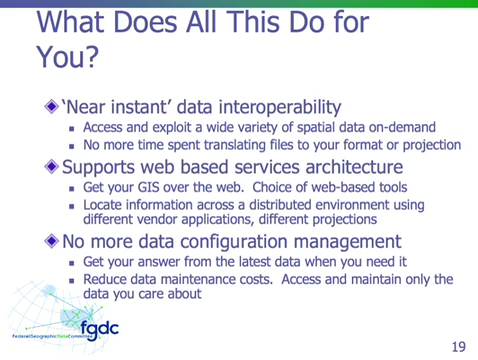 What Does All This Do for
You?
‘Near instant’ data interoperability
Access and exploit a wide variety of spatial data on-demand
No more time spent translating files to your format or projection
Supports web based services architecture
Get your GIS over the web. Choice of web-based tools
Locate information across a distributed environment using
different vendor applications, different projections
No more data configuration management
Get your answer from the latest data when you need it
Reduce data maintenance costs. Access and maintain only the
data you care about
FederalGeographicDataCommittee
fgdc
19